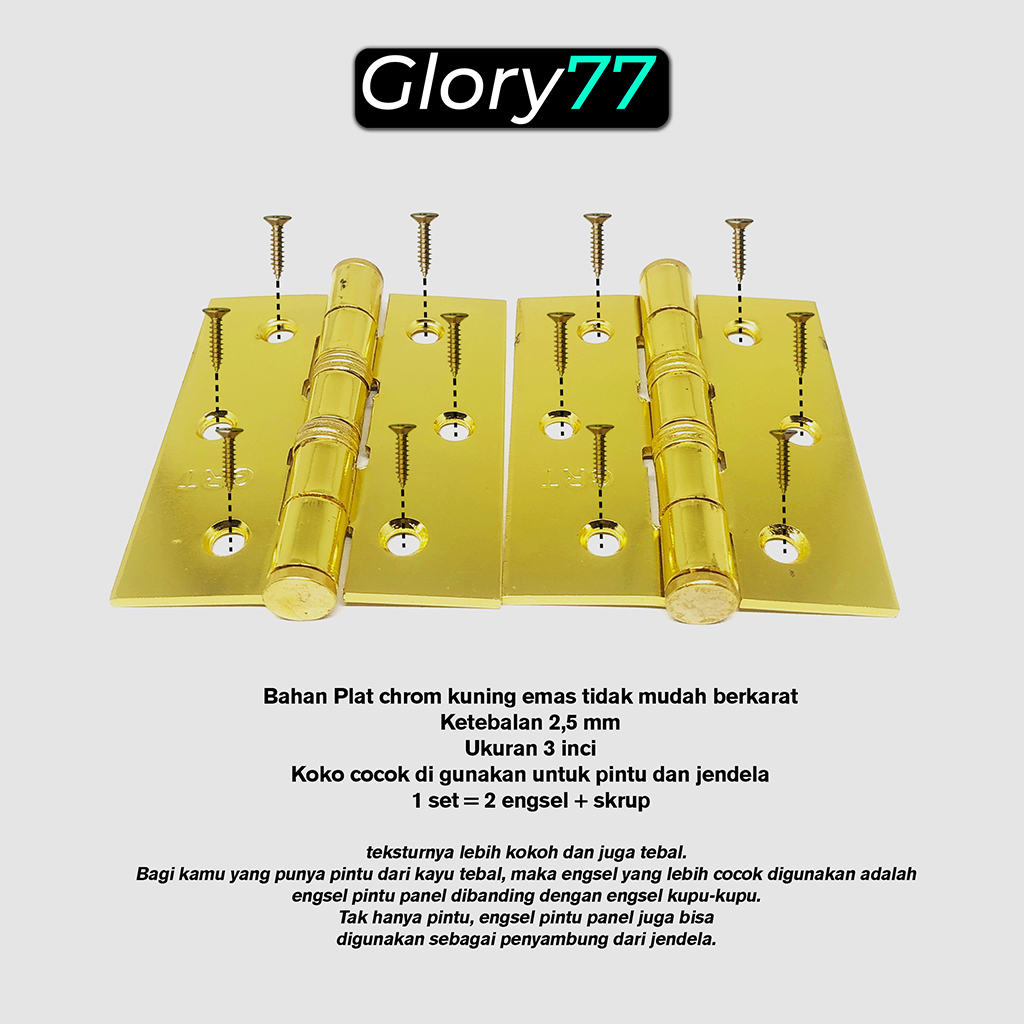 Glory77
GRT
GRT
Bahan Plat chrom kuning emas tidak mudah berkarat
Ketebalan 2,5 mm
Ukuran 3 inci
Koko cocok di gunakan untuk pintu dan jendela
1 set = 2 engsel + skrup
teksturnya lebih kokoh dan juga tebal.
Bagi kamu yang punya pintu dari kayu tebal, maka engsel yang lebih cocok digunakan adalah
engsel pintu panel dibanding dengan engsel kupu-kupu.
Tak hanya pintu, engsel pintu panel juga bisa
digunakan sebagai penyambung dari jendela.